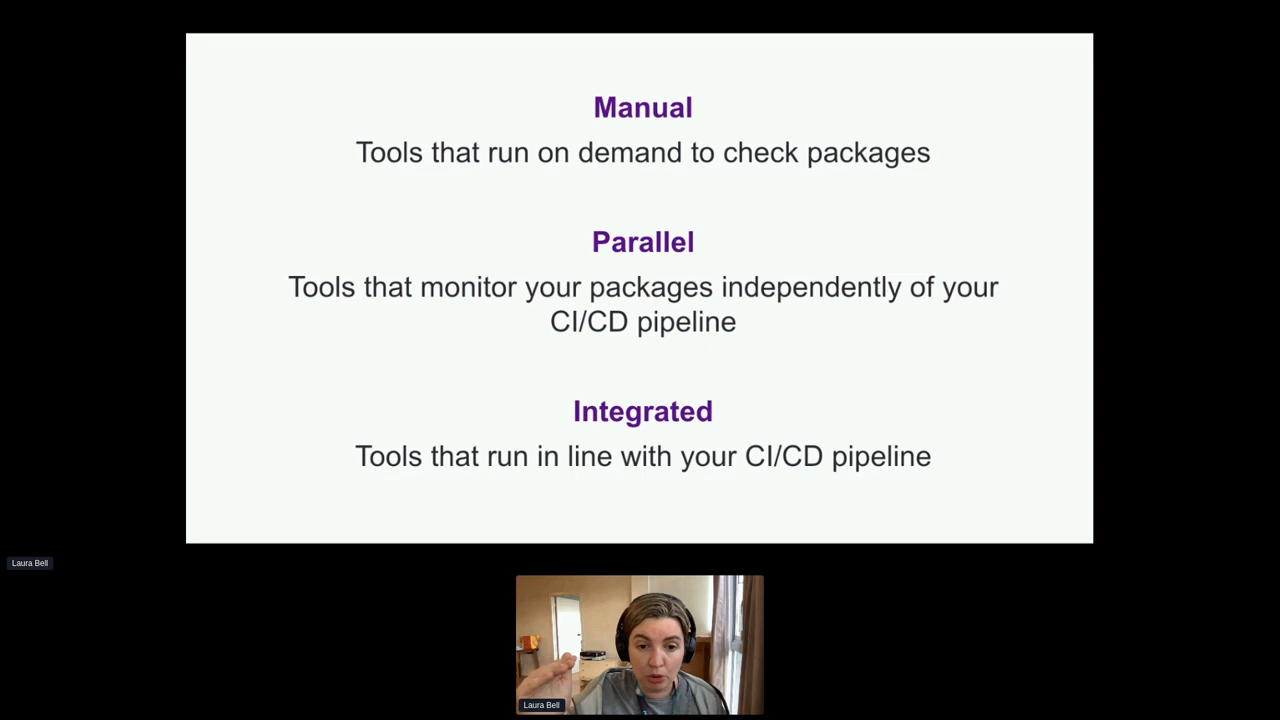 Manual
Tools that run on demand to check packages
Parallel
Tools that monitor your packages independently of your
CI/CD pipeline
Integrated
Tools that run in line with your CI/CD pipeline
Laura Bell
Laura Bell